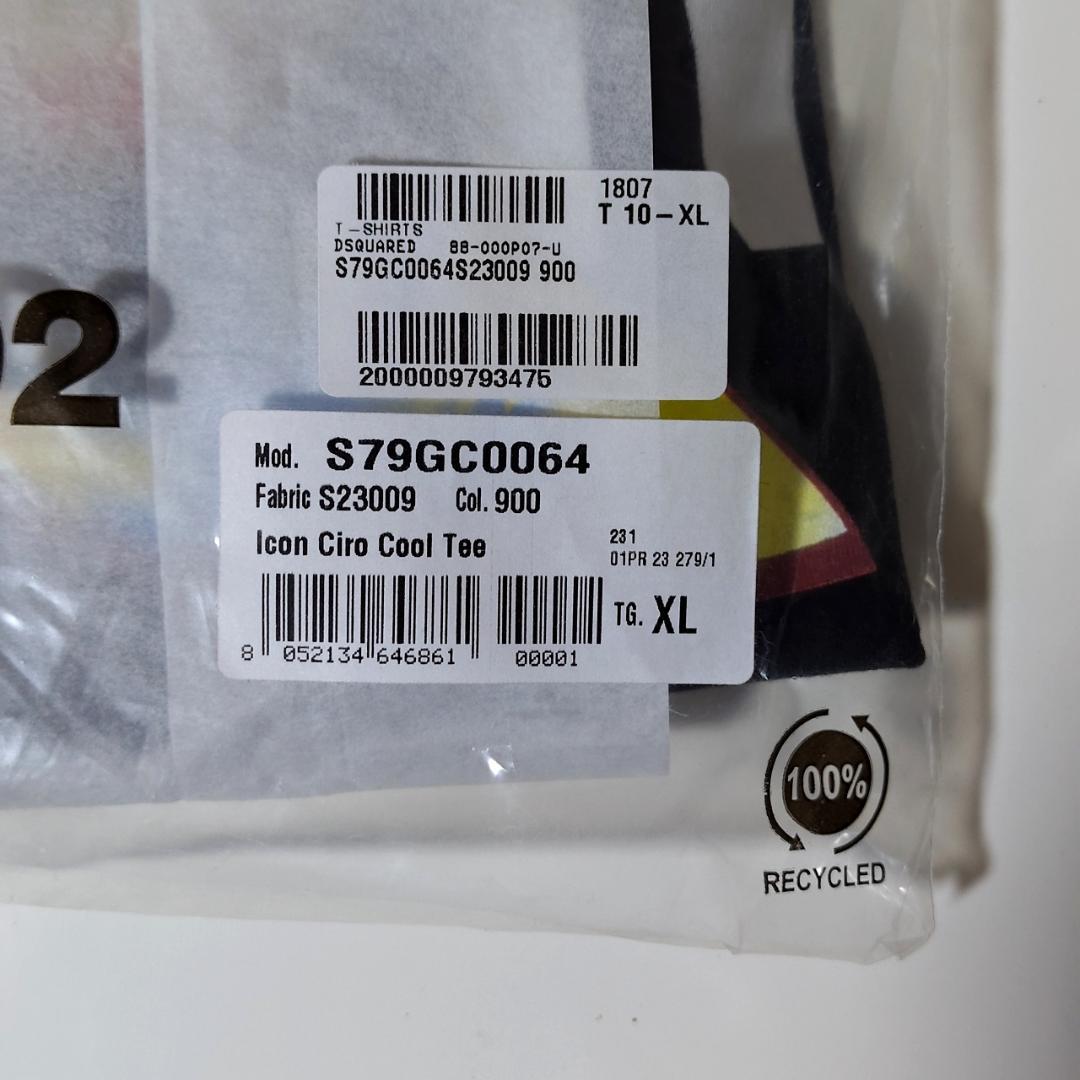 1807
T 10-XL
T-SHIRTS
DSQUARED 88-000P07-U
S79GC0064S23009 900
2000009793475
2
Mod. S79GC0064
Fabric S23009 Col. 900
Icon Ciro Cool Tee
231
01PR 23 279/1
TG. XL
8 052134 646861 00001
100%
RECYCLED